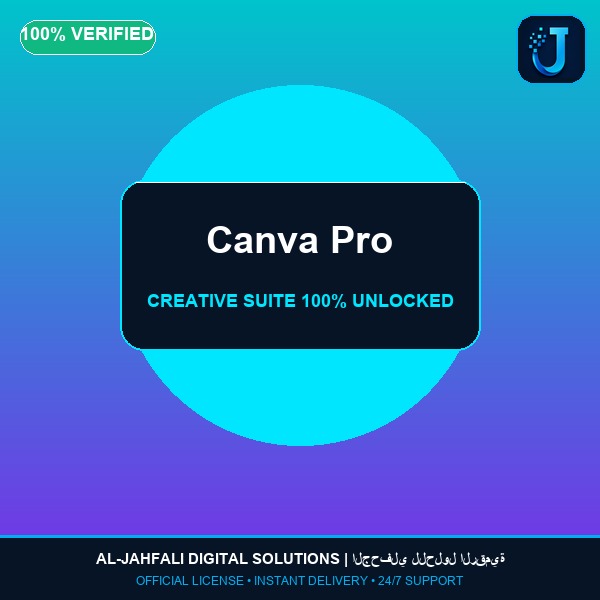 100% VERIFIED
Canva Pro
CREATIVE SUITE 100% UNLOCKED
AL-JAHFALI DIGITAL SOLUTIONS | الجحفلي للحلول الرقمية
OFFICIAL LICENSE • INSTANT DELIVERY • 24/7 SUPPORT